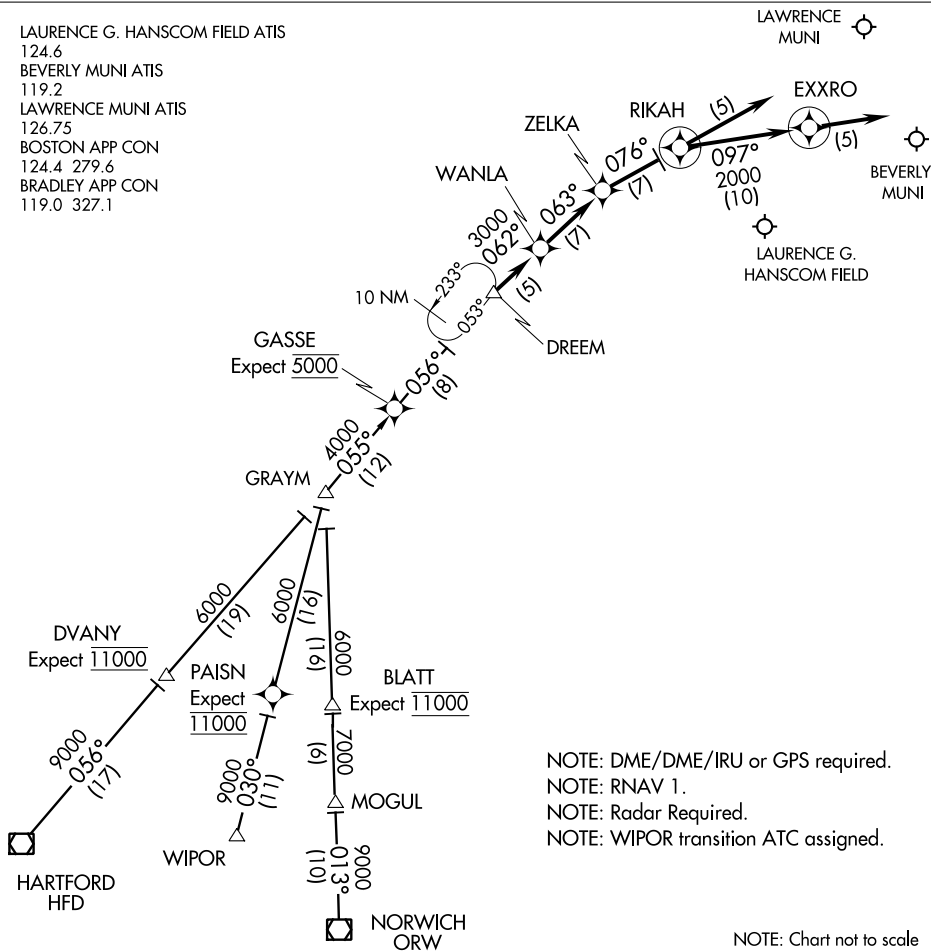 LAURENCE G. HANSCOM FIELD ATIS
124.6
BEVERLY MUNI ATIS
119.2
LAWRENCE MUNI ATIS
126.75
BOSTON APP CON
124.4 279.6
BRADLEY APP CON
119.0 327.1
LAWRENCE
MUNI
EXXRO
(5)
RIKAH
(5)
097°
2000
(10)
BEVERLY
MUNI
LAURENCE G.
HANSCOM FIELD
ZELKA
076°
(7)
WANLA
063°
(7)
3000
062°
(5)
233°
10 NM
053°
DREEM
GASSE
Expect 5000
056°
(8)
4000
055°
(12)
GRAYM
6000
(19)
6000
(16)
6000
(16)
DVANY
Expect 11000
PAISN
Expect
11000
BLATT
Expect 11000
9000
056°
(17)
9000
030°
(11)
7000
(6)
MOGUL
WIPOR
9000
013°
(10)
HARTFORD
HFD
NORWICH
ORW
NOTE: DME/DME/IRU or GPS required.
NOTE: RNAV 1.
NOTE: Radar Required.
NOTE: WIPOR transition ATC assigned.
NOTE: Chart not to scale